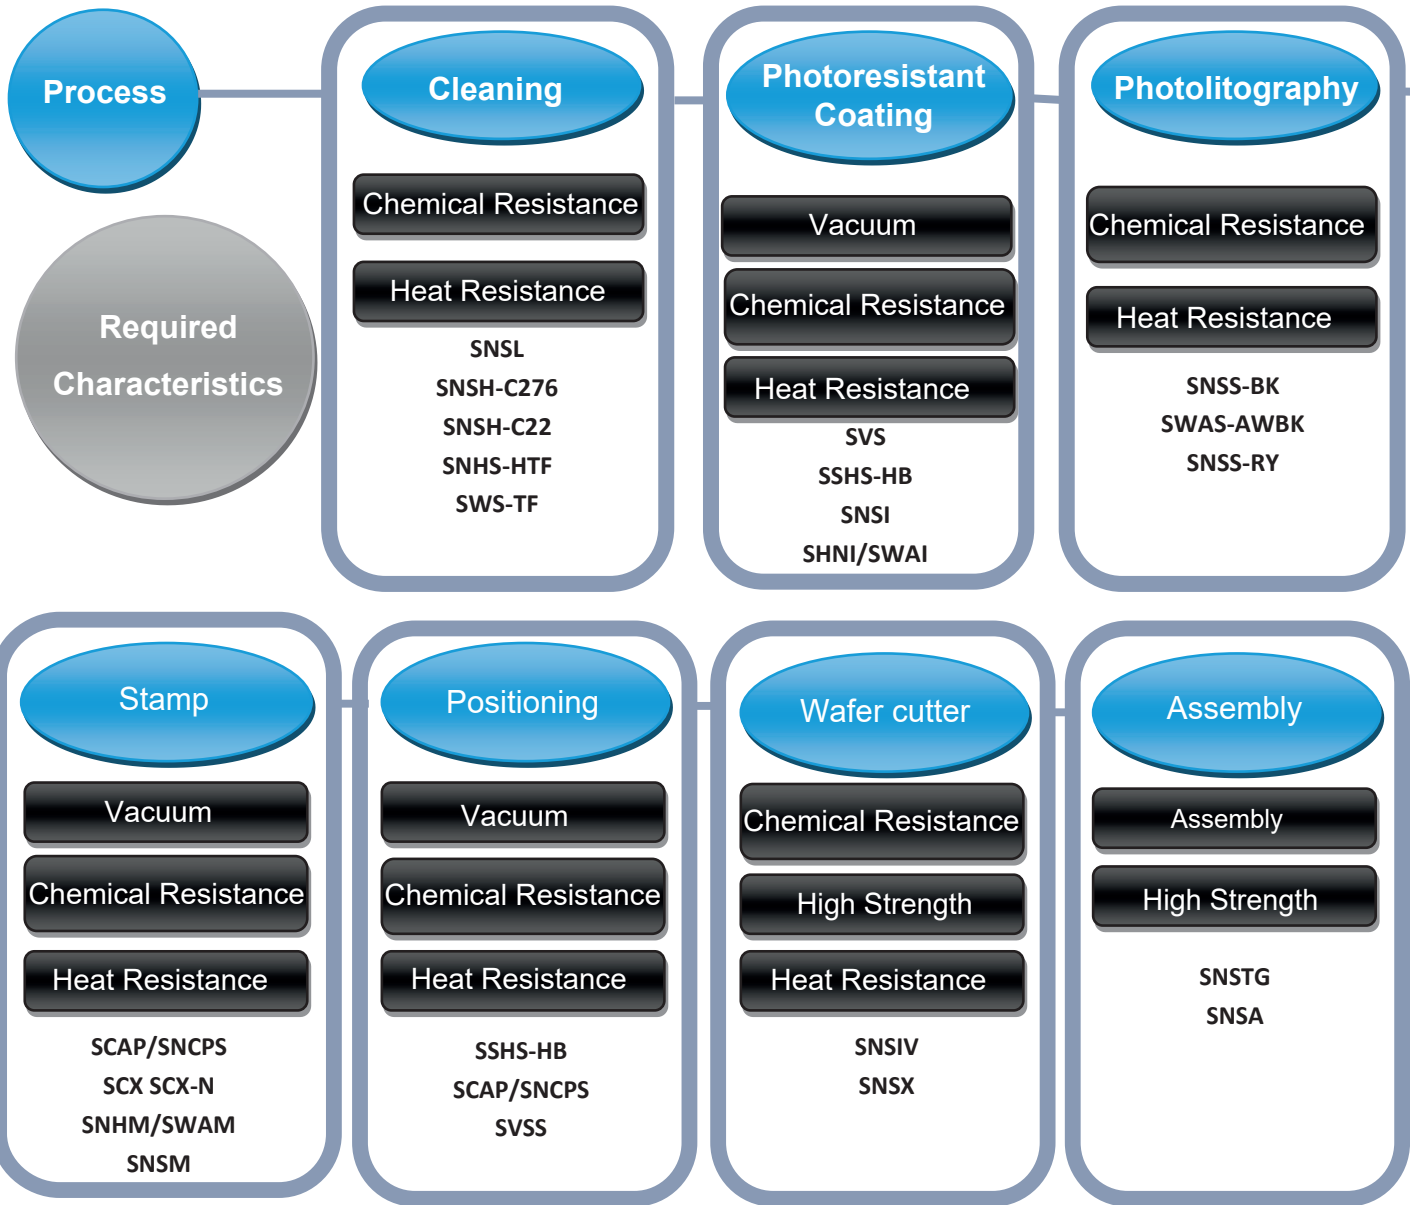 Process
Required
Characteristics
Cleaning
Chemical Resistance
Heat Resistance
SNSL
SNSH-C276
SNSH-C22
SNHS-HTF
SWS-TF
Photoresistant
Coating
Vacuum
Chemical Resistance
Heat Resistance
SVS
SSHS-HB
SNSI
SHNI/SWAI
Photolitography
Chemical Resistance
Heat Resistance
SNSS-BK
SWAS-AWBK
SNSS-RY
Stamp
Vacuum
Chemical Resistance
Heat Resistance
SCAP/SNCPS
SCX SCX-N
SNHM/SWAM
SNSM
Positioning
Vacuum
Chemical Resistance
Heat Resistance
SSHS-HB
SCAP/SNCPS
SVSS
Wafer cutter
Chemical Resistance
High Strength
Heat Resistance
SNSIV
SNSX
Assembly
Assembly
High Strength
SNSTG
SNSA